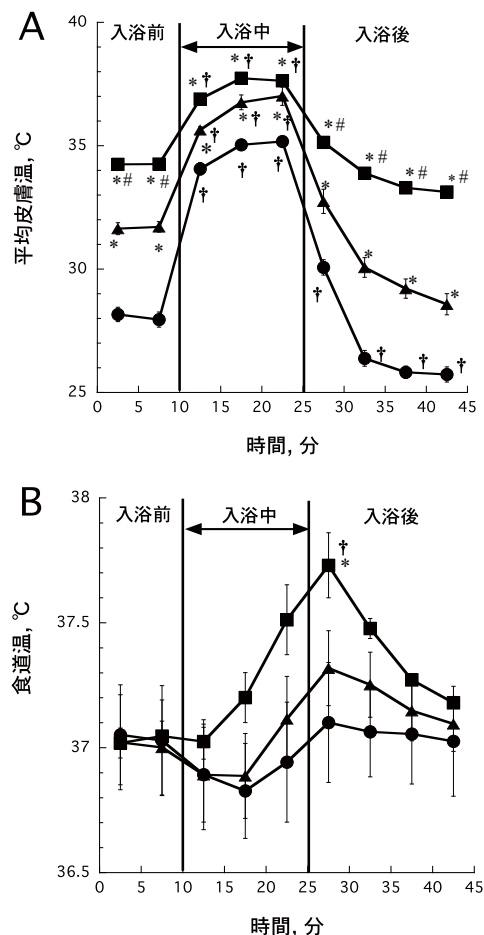 A
入浴前
入浴中
入浴後
40
35
30
25
平均皮膚温, ℃
* † * † * †
* # * # * # * # * # * #
* * * † * † * † * * * *
† † † † † † †
0 5 10 15 20 25 30 35 40 45
時間, 分
B
入浴前
入浴中
入浴後
38
37.5
37
36.5
食道温, ℃
†
*
0 5 10 15 20 25 30 35 40 45
時間, 分